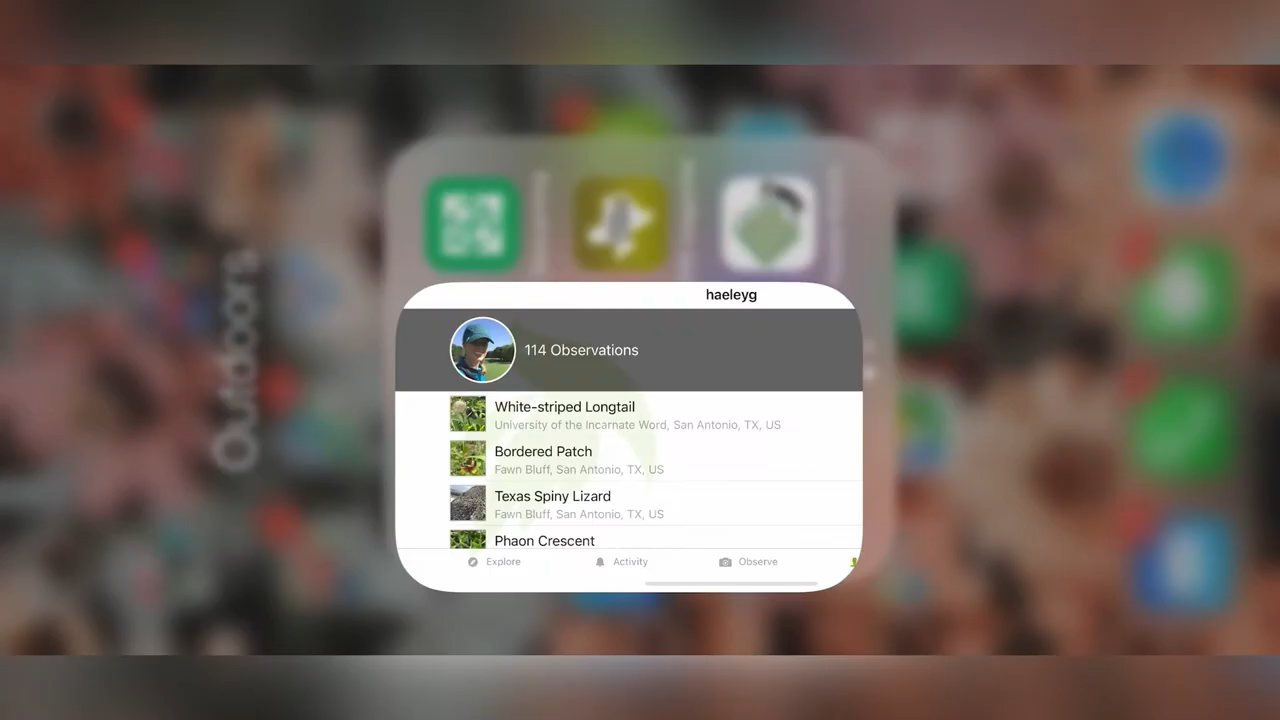 Outdoors
haeleyg
114 Observations
White-striped Longtail
University of the Incarnate Word, San Antonio, TX, US
Bordered Patch
Fawn Bluff, San Antonio, TX, US
Texas Spiny Lizard
Fawn Bluff, San Antonio, TX, US
Phaon Crescent
Explore
Activity
Observe